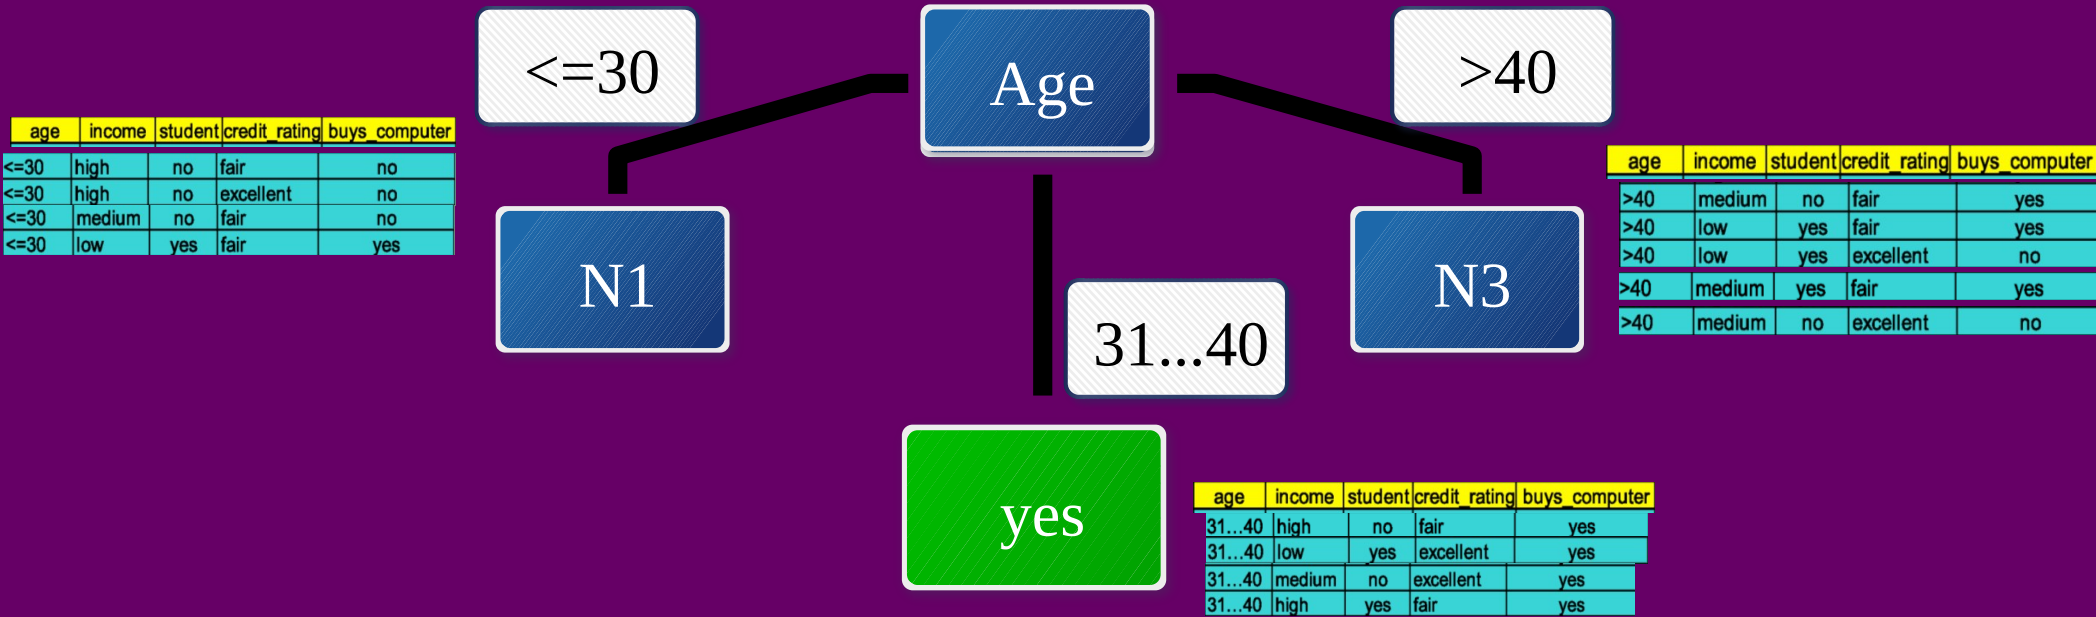 <=30
Age
>40
age income student credit_rating buys_computer
<=30 high no fair no
<=30 high no excellent no
<=30 medium no fair no
<=30 low yes fair yes
N1
N3
age income student credit_rating buys_computer
>40 medium no fair yes
>40 low yes fair yes
>40 low yes excellent no
>40 medium yes fair yes
>40 medium no excellent no
31...40
yes
age income student credit_rating buys_computer
31...40 high no fair yes
31...40 low yes excellent yes
31...40 medium no excellent yes
31...40 high yes fair yes